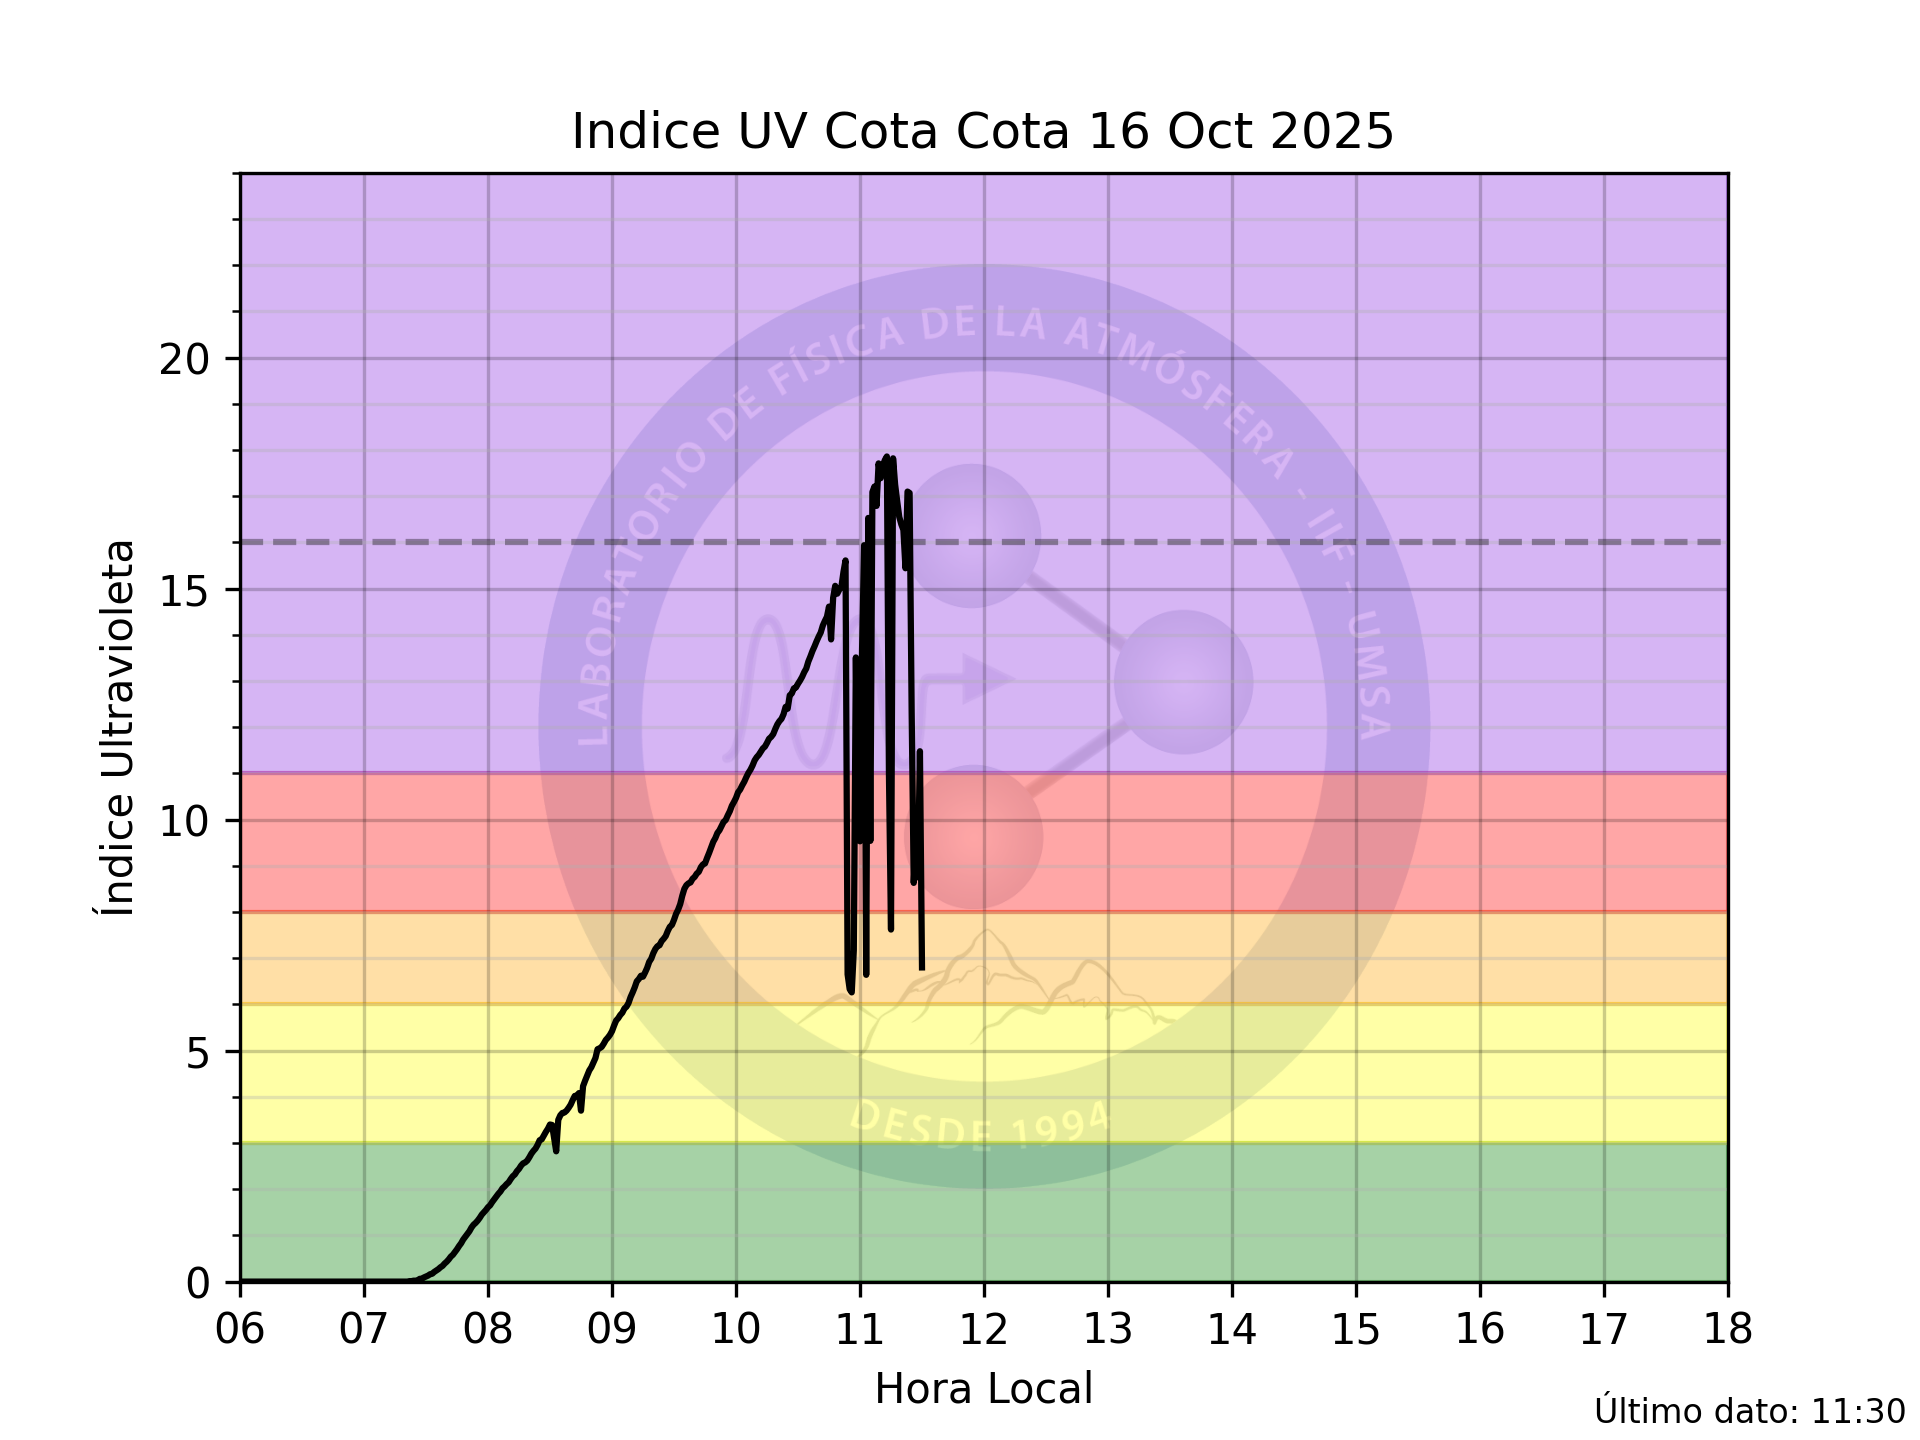 Indice UV Cota Cota 16 Oct 2025
Índice Ultravioleta
20
15
10
5
0
LABORATORIO DE FÍSICA DE LA ATMÓSFERA - IIF - UMSA
DESDE 1994
06 07 08 09 10 11 12 13 14 15 16 17 18
Hora Local
Último dato: 11:30